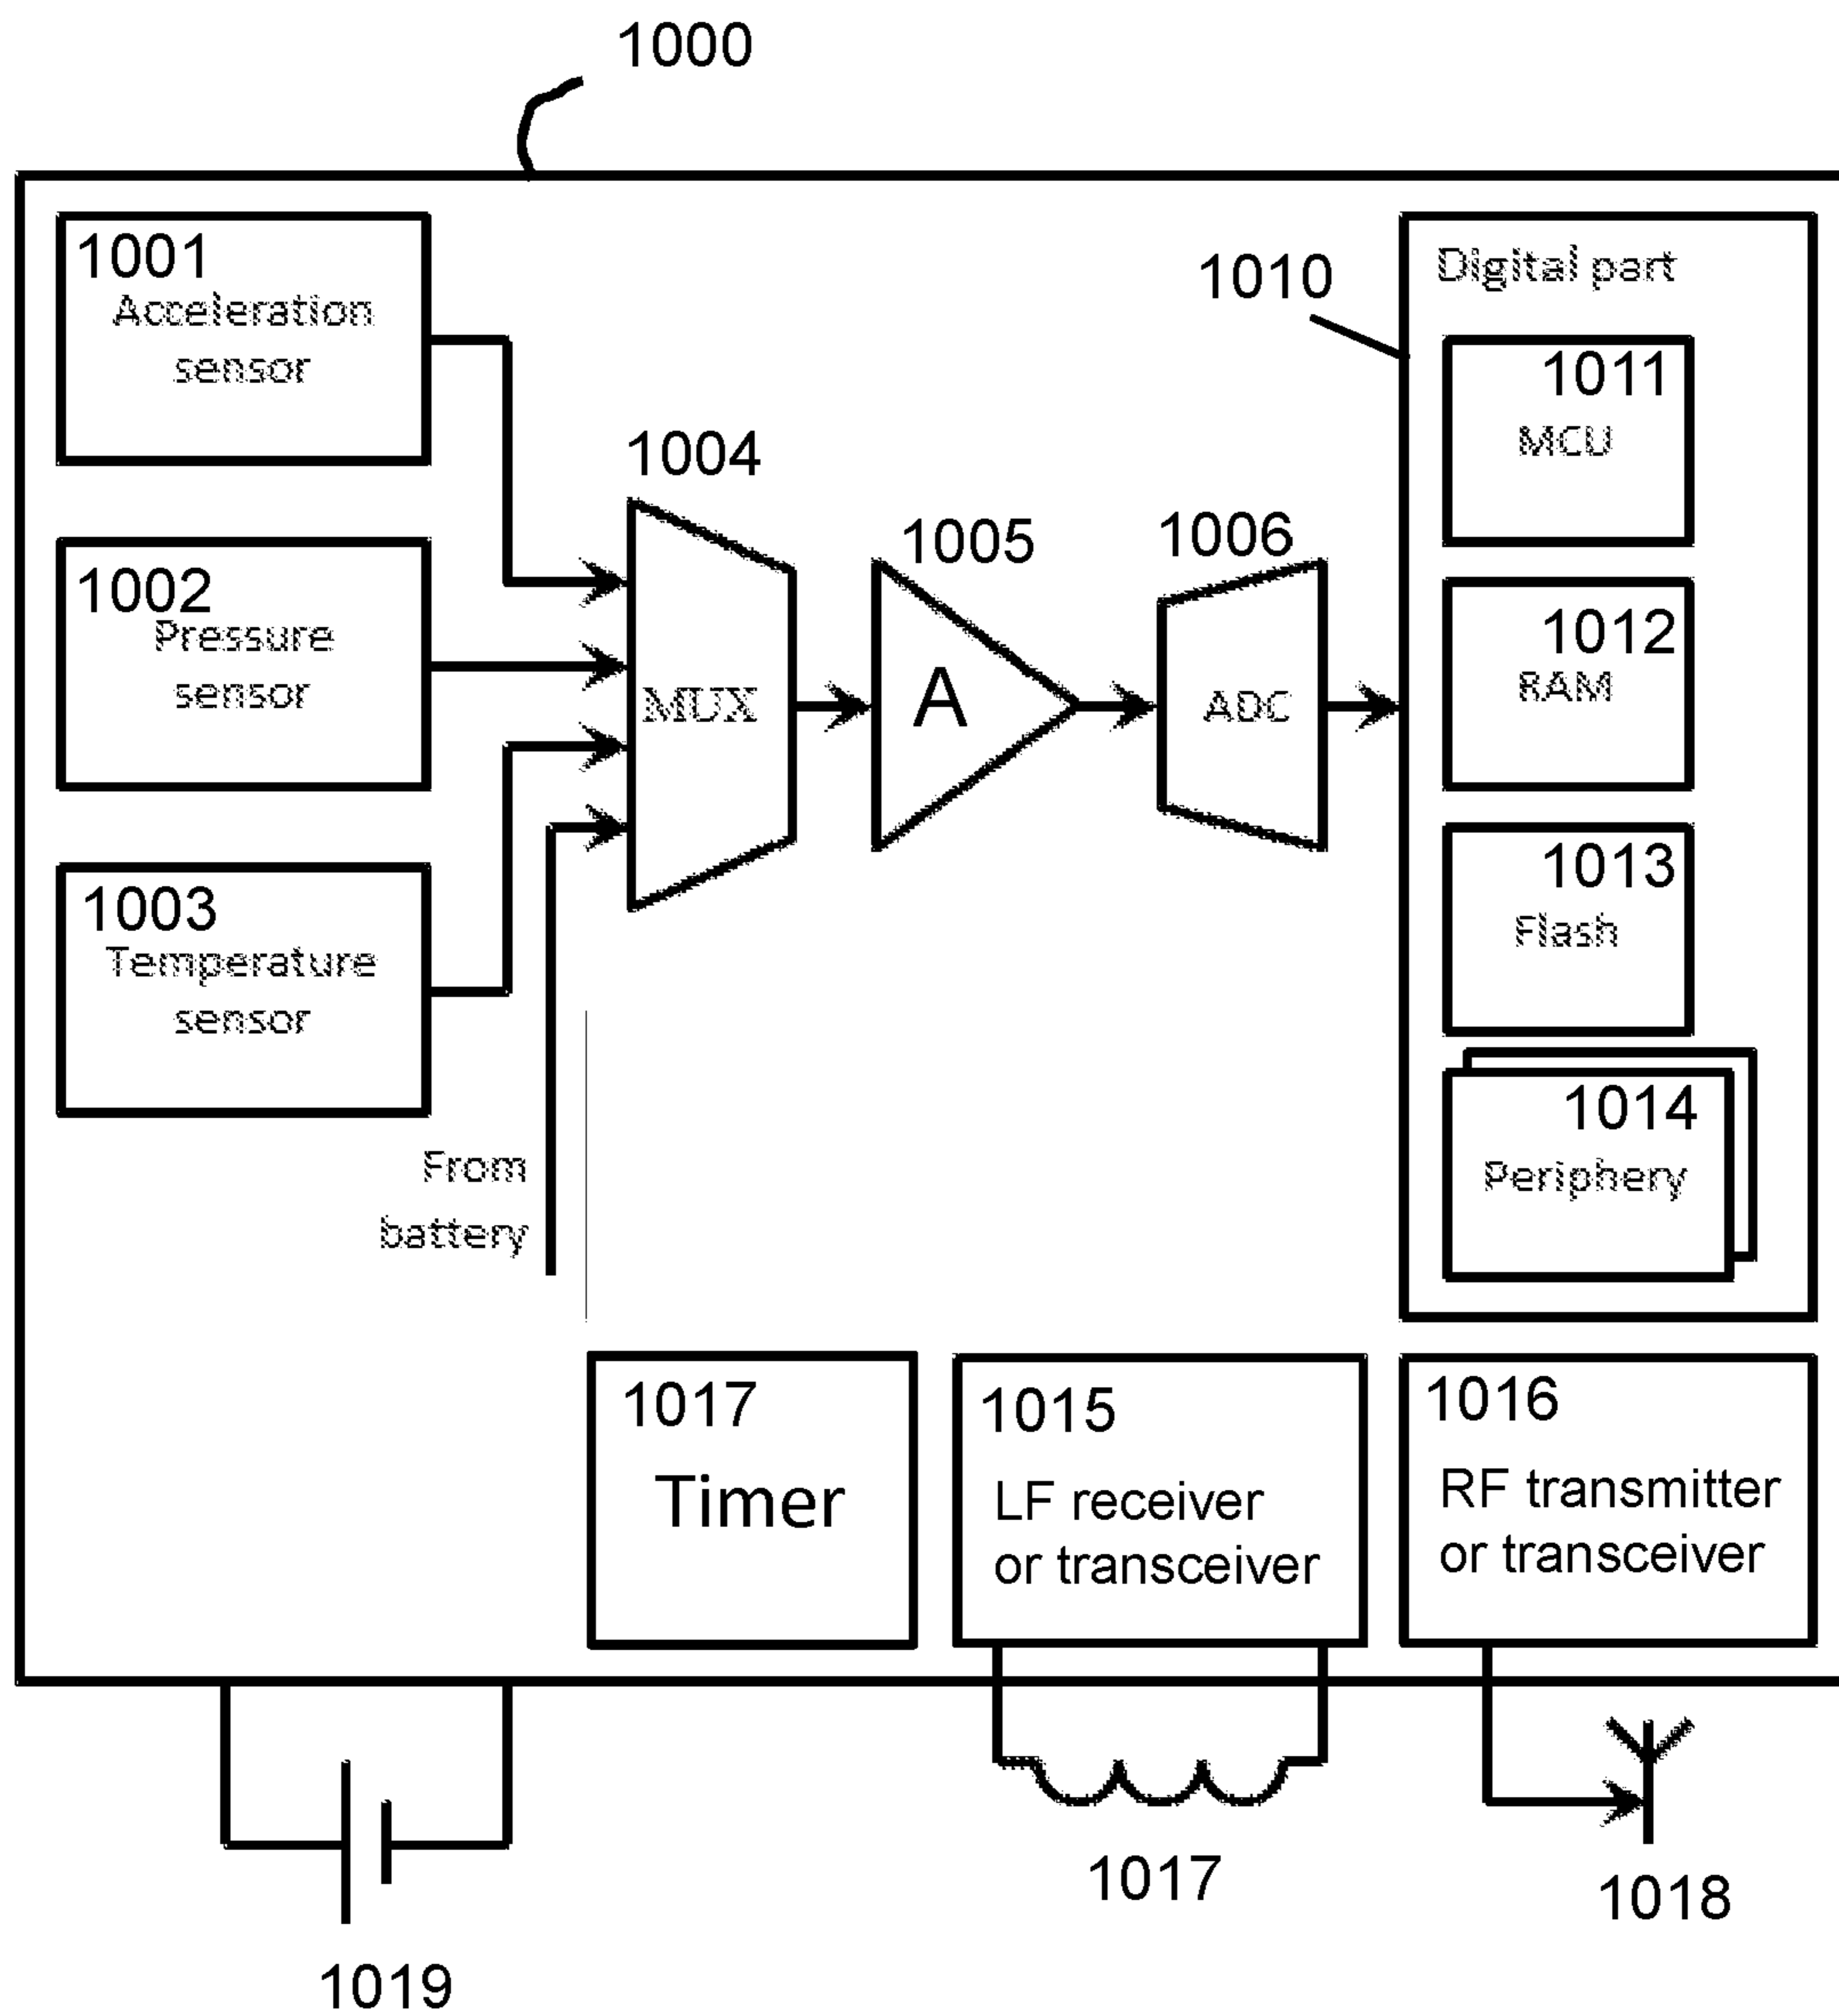 1000
1001
Acceleration
sensor
1002
Pressure
sensor
1003
Temperature
sensor
From
battery
1004
MUX
1005
A
1006
ADC
1010
Digital part
1011
MCU
1012
RAM
1013
Flash
1014
Periphery
1017
Timer
1015
LF receiver
or transceiver
1016
RF transmitter
or transceiver
1019
1017
1018